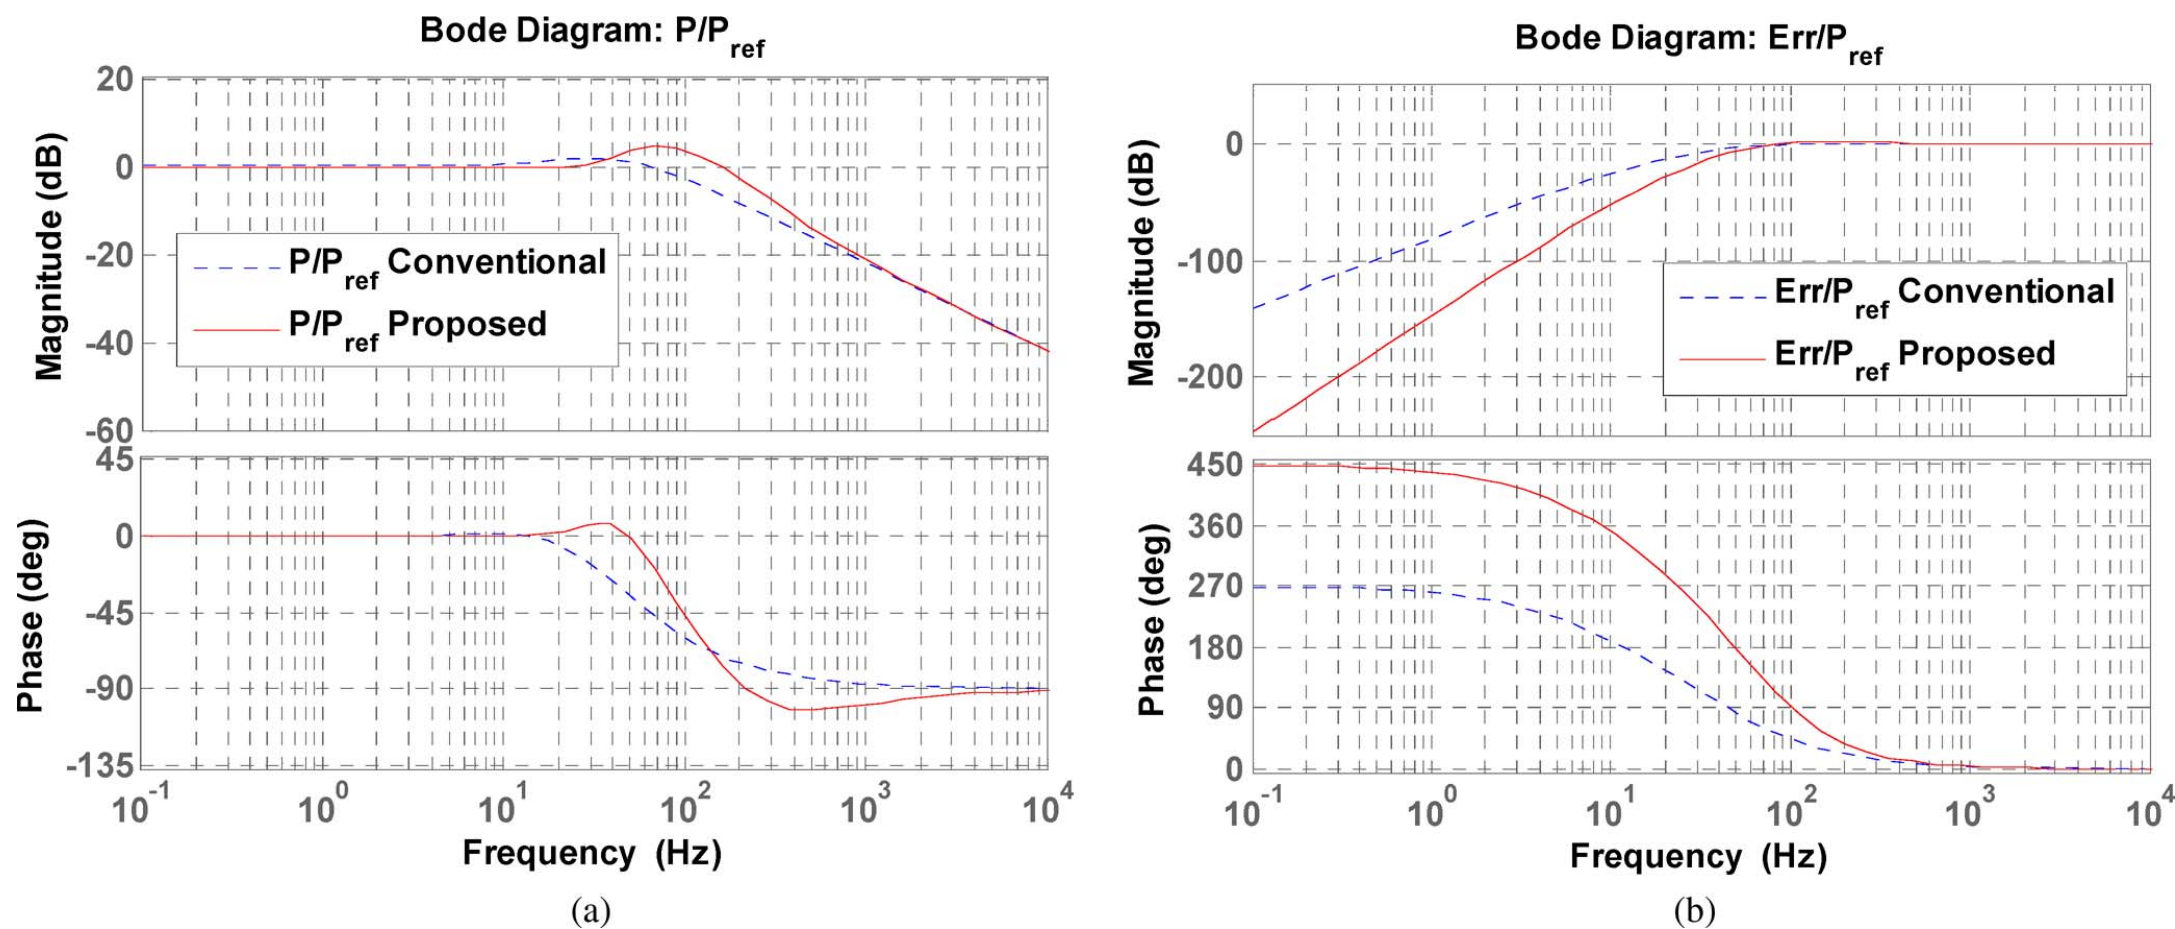 Bode Diagram: P/Pref
20
0
-20
-40
-60
Magnitude (dB)
P/Pref Conventional
P/Pref Proposed
45
0
-45
-90
-135
Phase (deg)
10-1 100 101 102 103 104
Frequency (Hz)
(a)
Bode Diagram: Err/Pref
0
-100
-200
Magnitude (dB)
Err/Pref Conventional
Err/Pref Proposed
450
360
270
180
90
0
Phase (deg)
10-1 100 101 102 103 104
Frequency (Hz)
(b)